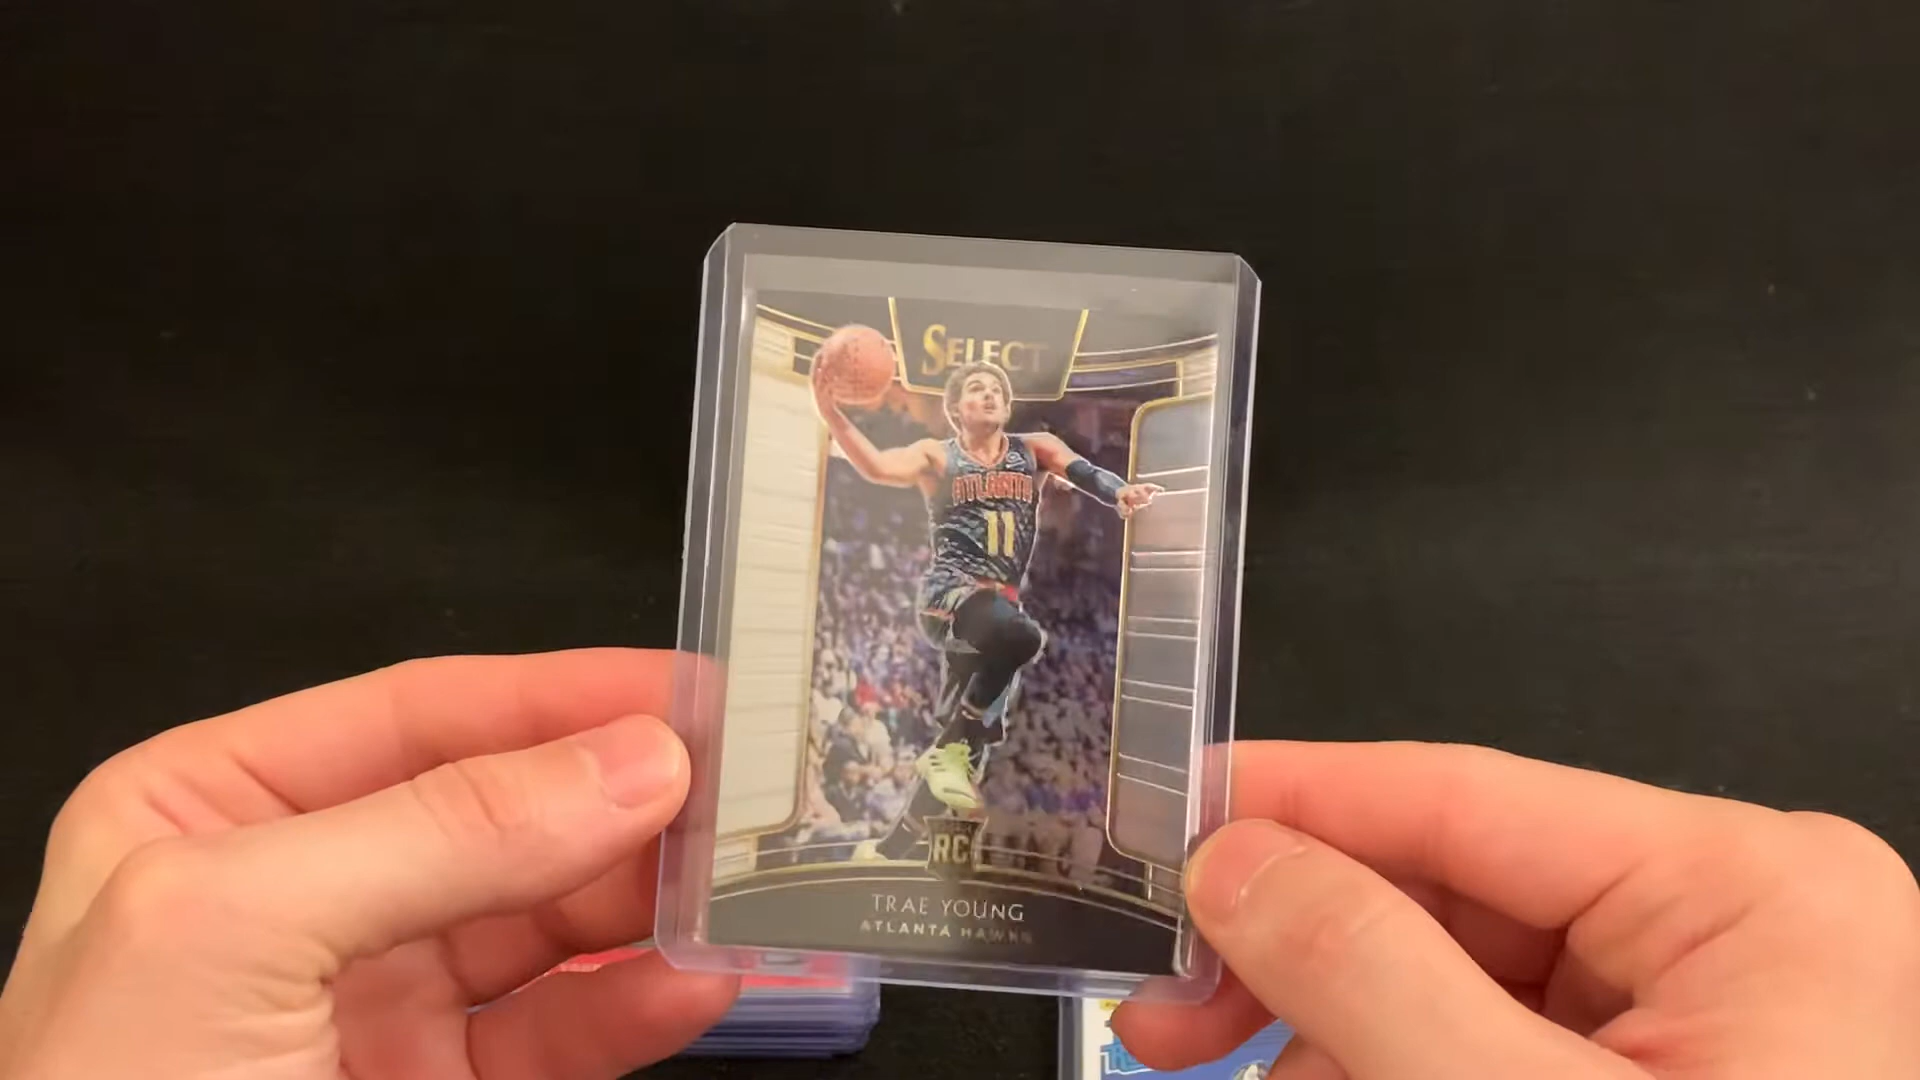 SELECT
ATLANTA
11
RC
TRAE YOUNG
ATLANTA HAWKS